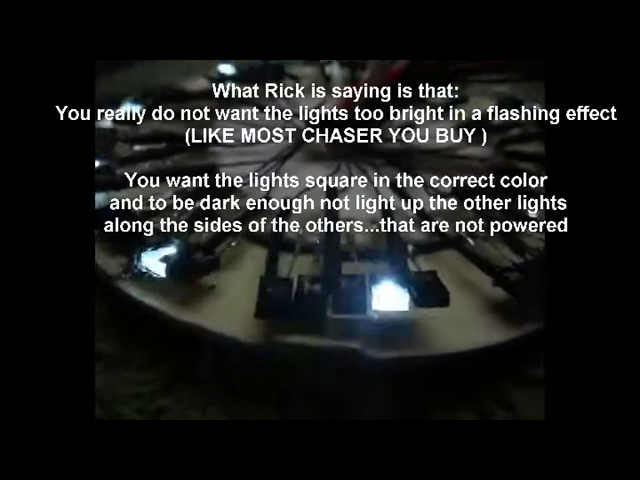 What Rick is saying is that:
You really do not want the lights too bright in a flashing effect
(LIKE MOST CHASER YOU BUY )
You want the lights square in the correct color
and to be dark enough not light up the other lights
along the sides of the others...that are not powered